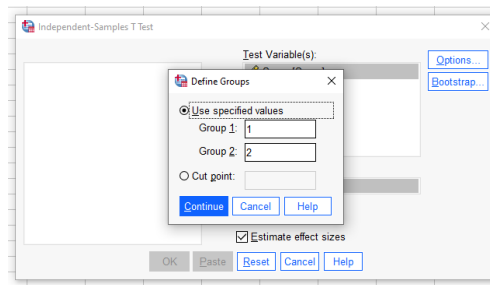 Independent-Samples T Test
Test Variable(s):
Options...
Bootstrap...
Define Groups
Use specified values
Group 1: 1
Group 2: 2
Cut point:
Continue Cancel Help
Estimate effect sizes
OK Paste Reset Cancel Help